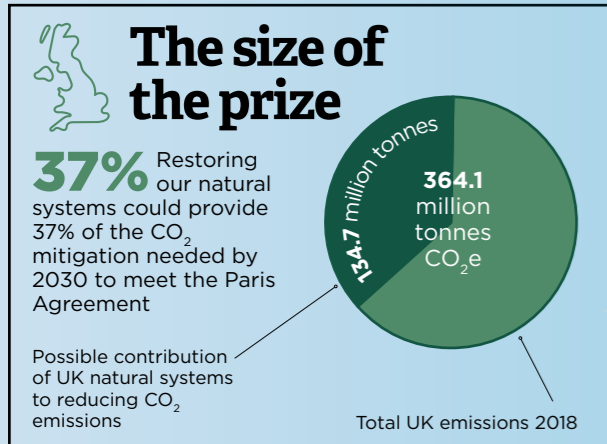 The size of
the prize
37% Restoring
our natural
systems could provide
37% of the CO₂
mitigation needed by
2030 to meet the Paris
Agreement
134.7 million tonnes
364.1
million
tonnes
CO₂e
Possible contribution
of UK natural systems
to reducing CO₂
emissions
Total UK emissions 2018